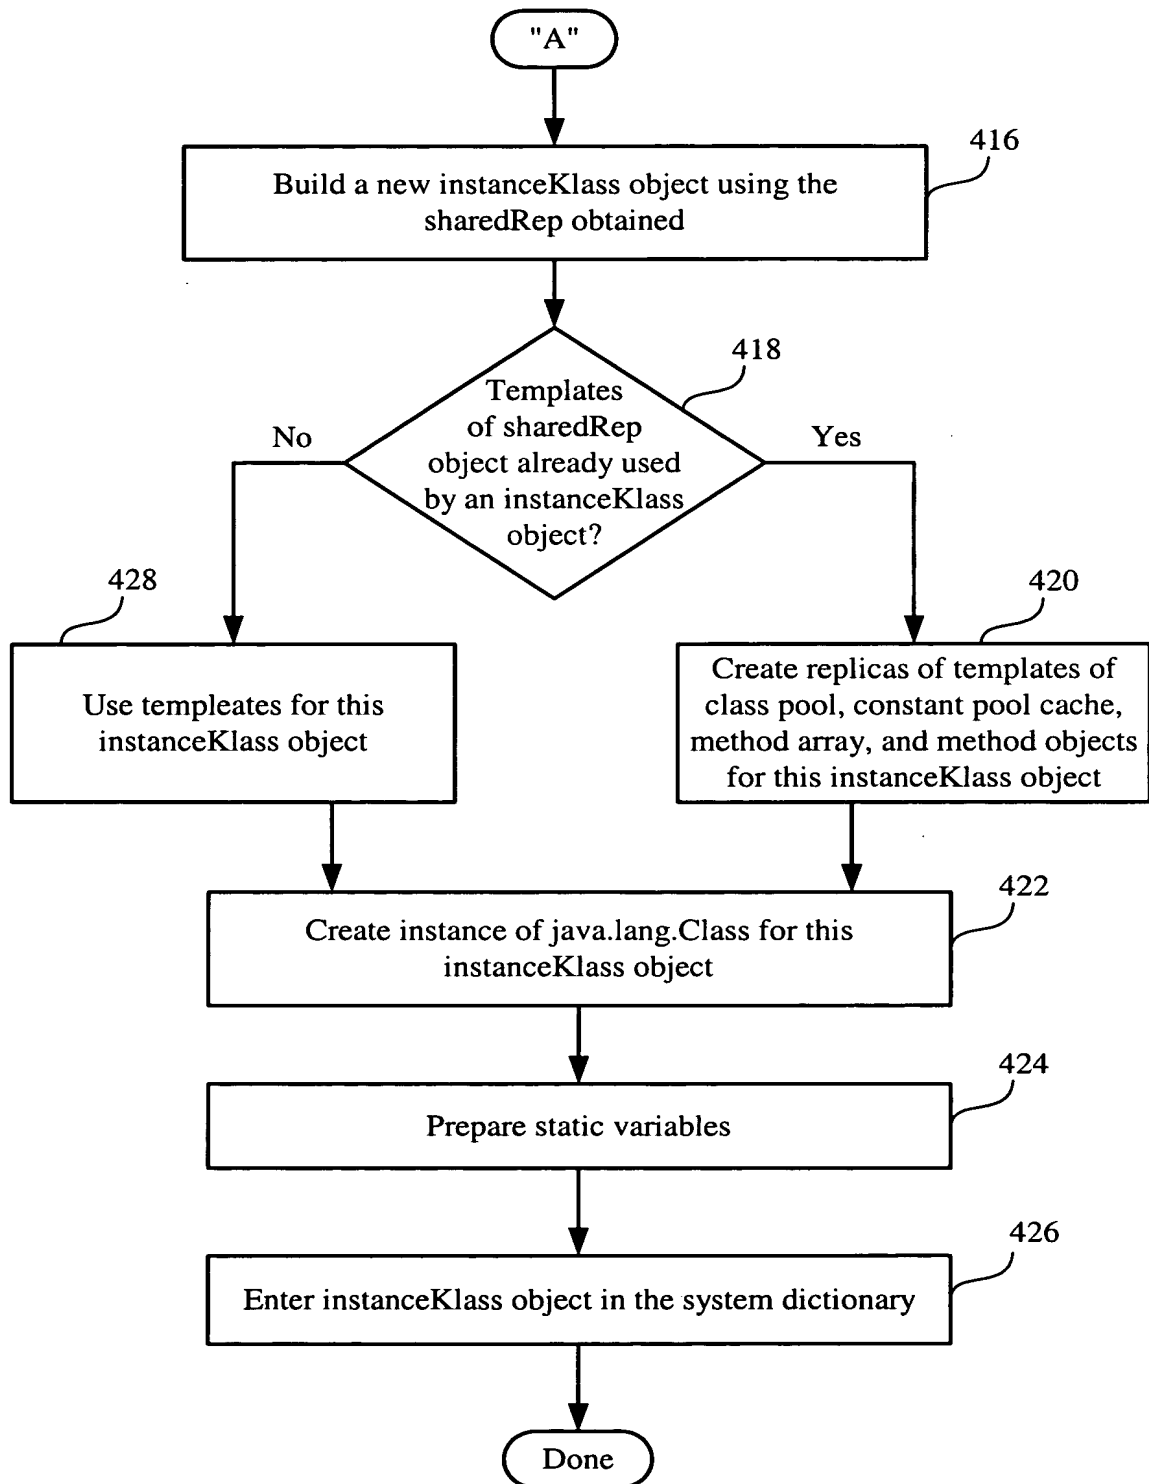 "A"
416
Build a new instanceKlass object using the
sharedRep obtained
418
Templates
of sharedRep
object already used
by an instanceKlass
object?
No
Yes
428
Use templeates for this
instanceKlass object
420
Create replicas of templates of
class pool, constant pool cache,
method array, and method objects
for this instanceKlass object
422
Create instance of java.lang.Class for this
instanceKlass object
424
Prepare static variables
426
Enter instanceKlass object in the system dictionary
Done